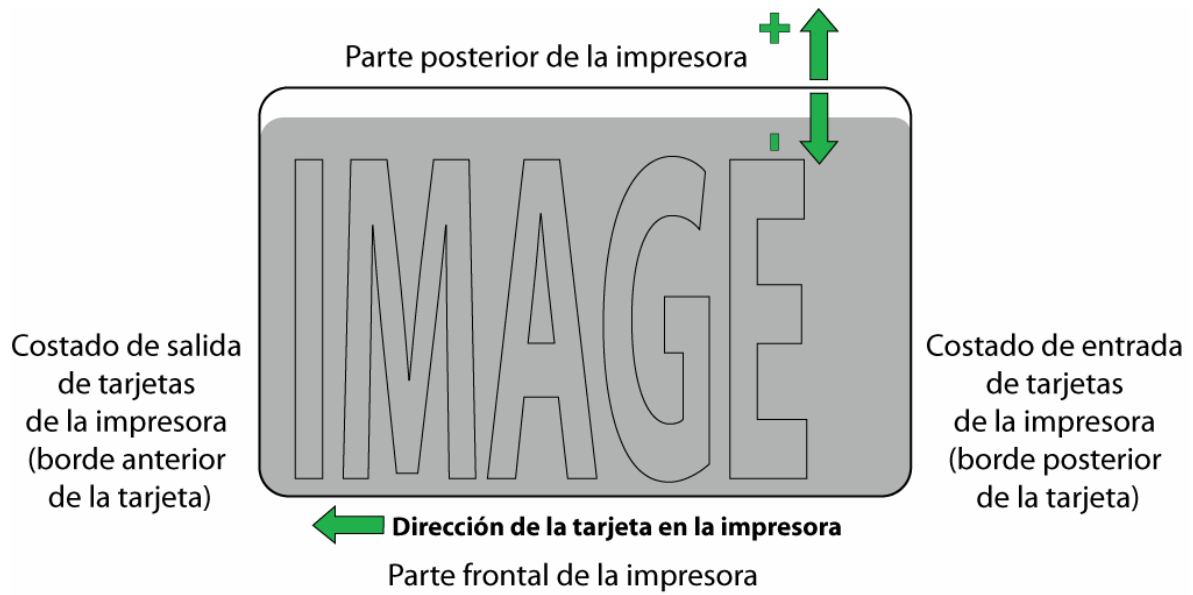 Parte posterior de la impresora
+
-
IMAGE
Costado de salida
de tarjetas
de la impresora
(borde anterior
de la tarjeta)
Costado de entrada
de tarjetas
de la impresora
(borde posterior
de la tarjeta)
Dirección de la tarjeta en la impresora
Parte frontal de la impresora